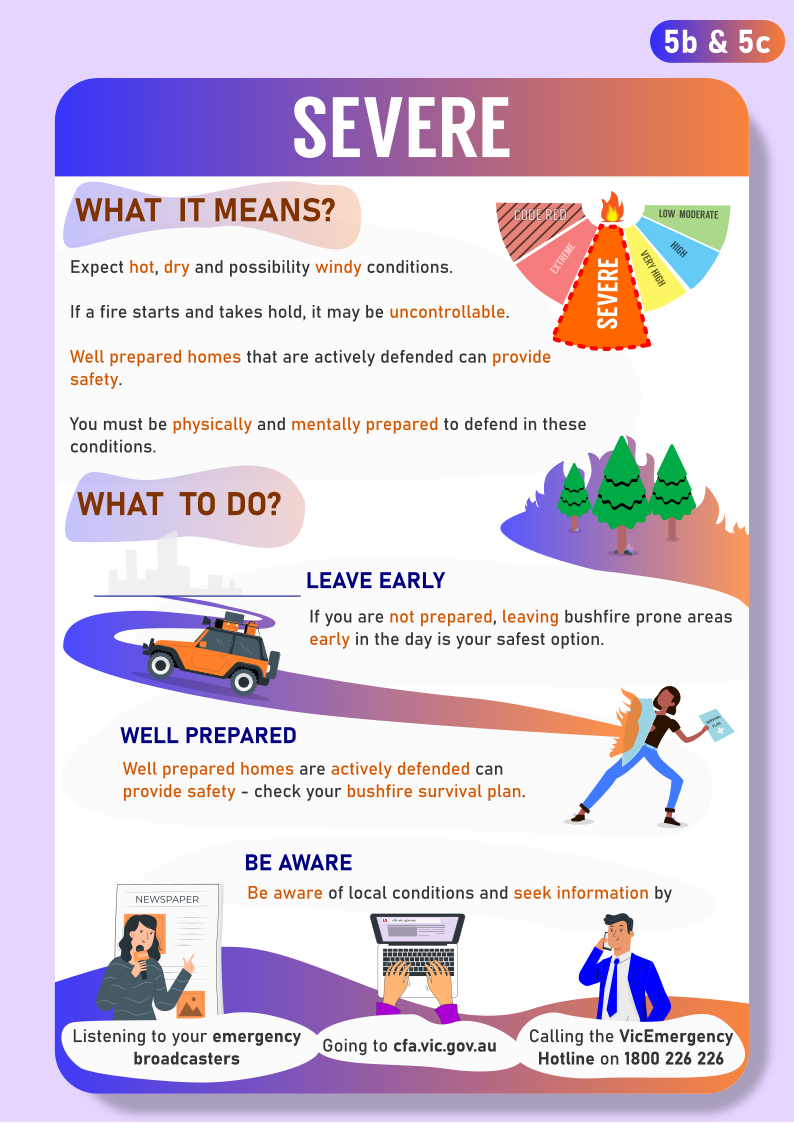 5b & 5c
SEVERE
WHAT IT MEANS?
CODE RED
EXTREME
SEVERE
VERY HIGH
HIGH
LOW MODERATE
Expect hot, dry and possibility windy conditions.
If a fire starts and takes hold, it may be uncontrollable.
Well prepared homes that are actively defended can provide
safety.
You must be physically and mentally prepared to defend in these
conditions.
WHAT TO DO?
LEAVE EARLY
If you are not prepared, leaving bushfire prone areas
early in the day is your safest option.
SURVIVAL
PLAN
WELL PREPARED
Well prepared homes are actively defended can
provide safety - check your bushfire survival plan.
BE AWARE
Be aware of local conditions and seek information by
NEWSPAPER
cfa.vic.gov.au
Listening to your emergency
broadcasters
Going to cfa.vic.gov.au
Calling the VicEmergency
Hotline on 1800 226 226